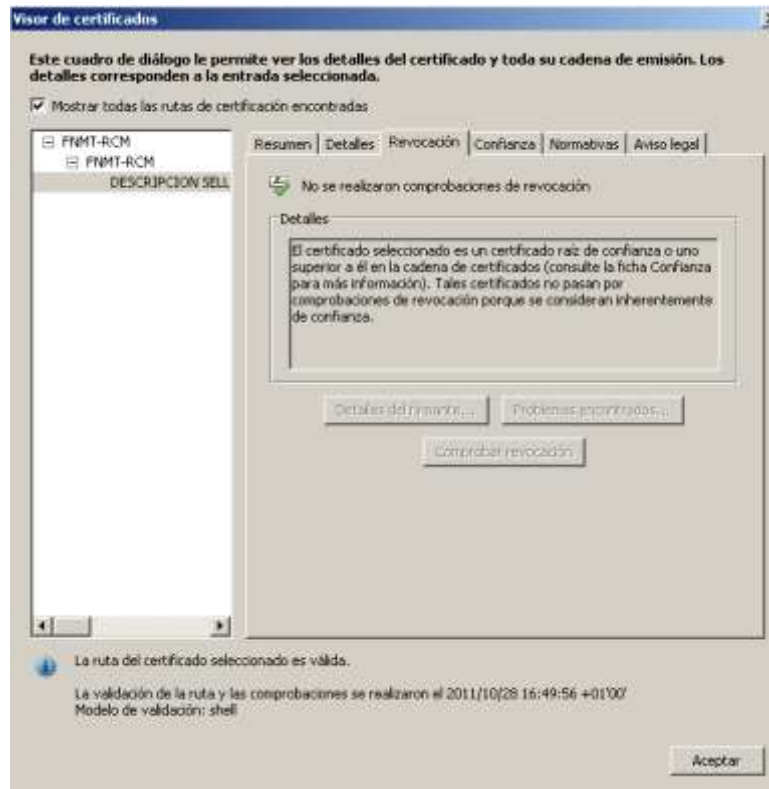 Visor de certificados
Este cuadro de diálogo le permite ver los detalles del certificado y toda su cadena de emisión. Los
detalles corresponden a la entrada seleccionada.
Mostrar todas las rutas de certificación encontradas
FNMT-RCM
FNMT-RCM
DESCRIPCION SELL
Resumen Detalles Revocación Confianza Normativas Aviso legal
No se realizaron comprobaciones de revocación
Detalles
El certificado seleccionado es un certificado raíz de confianza o uno
superior a él en la cadena de certificados (consulte la ficha Confianza
para más información). Tales certificados no pasan por
comprobaciones de revocación porque se consideran inherentemente
de confianza.
Detalles del firmante... Problemas encontrados...
Comprobar revocación
La ruta del certificado seleccionado es válida.
La validación de la ruta y las comprobaciones se realizaron el 2011/10/28 16:49:56 +01'00'
Modelo de validación: shell
Aceptar